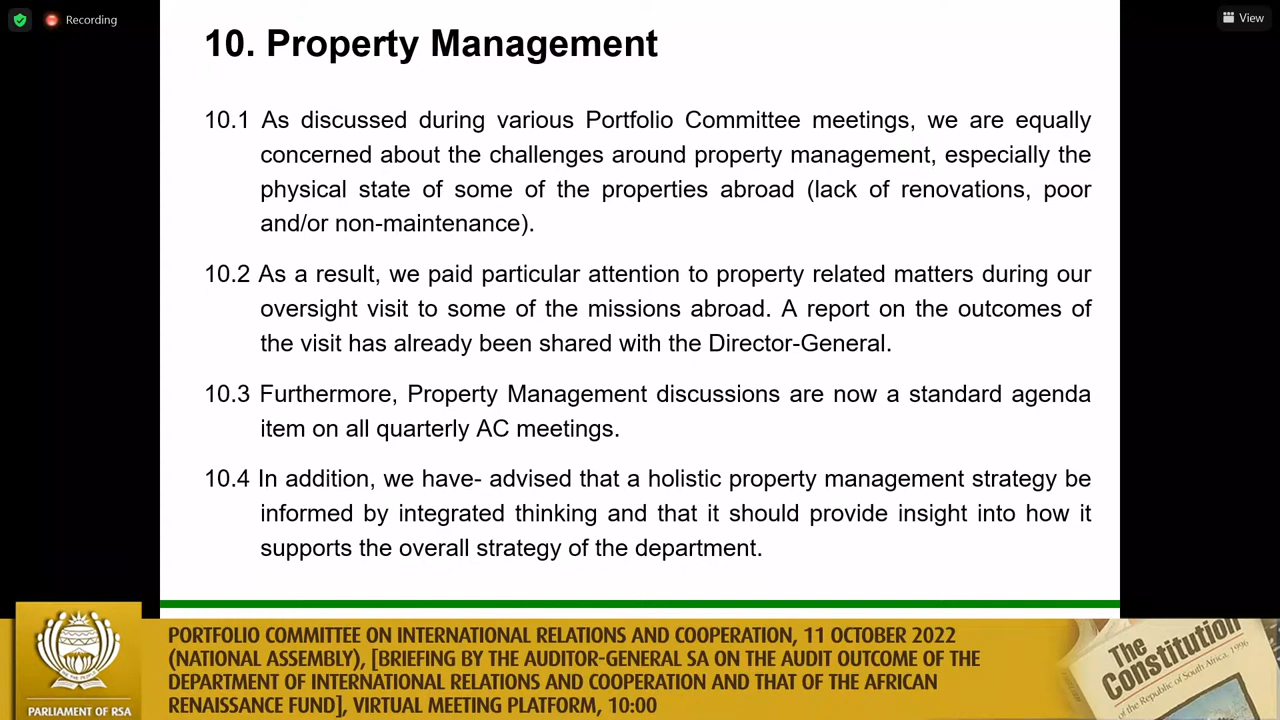 Recording
View
10. Property Management
10.1 As discussed during various Portfolio Committee meetings, we are equally
concerned about the challenges around property management, especially the
physical state of some of the properties abroad (lack of renovations, poor
and/or non-maintenance).
10.2 As a result, we paid particular attention to property related matters during our
oversight visit to some of the missions abroad. A report on the outcomes of
the visit has already been shared with the Director-General.
10.3 Furthermore, Property Management discussions are now a standard agenda
item on all quarterly AC meetings.
10.4 In addition, we have- advised that a holistic property management strategy be
informed by integrated thinking and that it should provide insight into how it
supports the overall strategy of the department.
PARLIAMENT OF RSA
PORTFOLIO COMMITTEE ON INTERNATIONAL RELATIONS AND COOPERATION, 11 OCTOBER 2022
(NATIONAL ASSEMBLY), [BRIEFING BY THE AUDITOR-GENERAL SA ON THE AUDIT OUTCOME OF THE
DEPARTMENT OF INTERNATIONAL RELATIONS AND COOPERATION AND THAT OF THE AFRICAN
RENAISSANCE FUND], VIRTUAL MEETING PLATFORM, 10:00
The
Constitution
of the Republic of South Africa, 1996